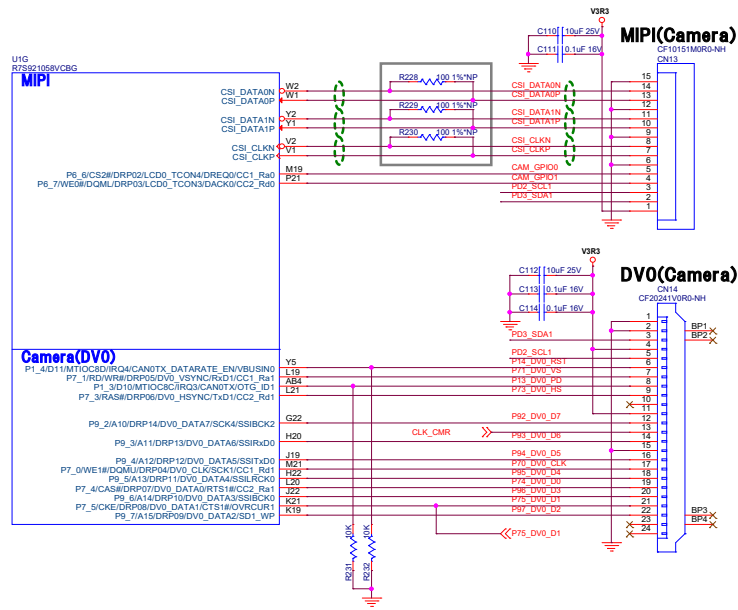 V3R3
C110 10uF 25V
MIPI(Camera)
C111 0.1uF 16V
CF10151M0R0-NH
CN13
U1G
R7S921058VCBG
MIPI
R228 100 1%*NP
CSI_DATA0N W2 CSI_DATA0N 15
CSI_DATA0P W1 CSI_DATA0P 14
13
12
R229 100 1%*NP
CSI_DATA1N Y2 CSI_DATA1N 11
CSI_DATA1P Y1 CSI_DATA1P 10
9
R230 100 1%*NP
CSI_CLKN V2 CSI_CLKN 8
CSI_CLKP V1 CSI_CLKP 7
6
P6_6/CS2#/DRP02/LCD0_TCON4/DREQ0/CC1_Ra0 M19 CAM_GPIO0 5
P6_7/WE0#/DQML/DRP03/LCD0_TCON3/DACK0/CC2_Rd0 P21 CAM_GPIO1 4
PD2_SCL1 3
PD3_SDA1 2
1
V3R3
C112 10uF 25V
DV0(Camera)
C113 0.1uF 16V
CN14
CF20241V0R0-NH
C114 0.1uF 16V
1
2 BP1
PD3_SDA1 3 BP2
4
Camera(DV0)
PD2_SCL1 5
P1_4/D11/MTIOC8D/IRQ4/CAN0TX_DATARATE_EN/VBUSIN0 Y5 P14_DV0_RST 6
P7_1/RD/WR#/DRP05/DV0_VSYNC/RxD1/CC1_Ra1 L19 P71_DV0_VS 7
P1_3/D10/MTIOC8C/IRQ3/CAN0TX/OTG_ID1 AB4 P13_DV0_PD 8
P7_3/RAS#/DRP06/DV0_HSYNC/TxD1/CC2_Rd1 L21 P73_DV0_HS 9
10
11
P9_2/A10/DRP14/DV0_DATA7/SCK4/SSIBCK2 G22 P92_DV0_D7 12
CLK_CMR 13
P9_3/A11/DRP13/DV0_DATA6/SSIRxD0 H20 P93_DV0_D6 14
15
P9_4/A12/DRP12/DV0_DATA5/SSITxD0 J19 P94_DV0_D5 16
P7_0/WE1#/DQMU/DRP04/DV0_CLK/SCK1/CC1_Rd1 M21 P70_DV0_CLK 17
P9_5/A13/DRP11/DV0_DATA4/SSILRCK0 H22 P95_DV0_D4 18
P7_4/CAS#/DRP07/DV0_DATA0/RTS1#/CC2_Ra1 L20 P74_DV0_D0 19
P9_6/A14/DRP10/DV0_DATA3/SSIBCK0 J22 P96_DV0_D3 20
P7_5/CKE/DRP08/DV0_DATA1/CTS1#/OVRCUR1 K21 P75_DV0_D1 21
P9_7/A15/DRP09/DV0_DATA2/SD1_WP K19 P97_DV0_D2 22 BP3
23 BP4
P75_DV0_D1 24
10K 10K
R231 R232